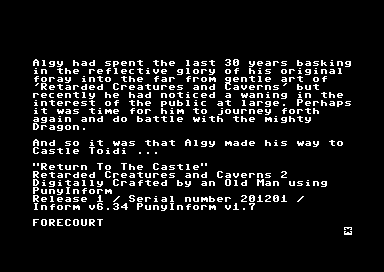 Algy had spent the last 30 years basking
in the reflective glory of his original
foray into the far from gentle art of
'Retarded Creatures and Caverns' but
recently he had noticed a waning in the
interest of the public at large. Perhaps
it was time for him to journey forth
again and do battle with the mighty
Dragon.
And so it was that Algy made his way to
Castle Toidi ...
"Return To The Castle"
Retarded Creatures and Caverns 2
Digitally Crafted by an Old Man using
PunyInform
Release 1 / Serial number 201201 /
Inform v6.34 PunyInform v1.7
FORECOURT